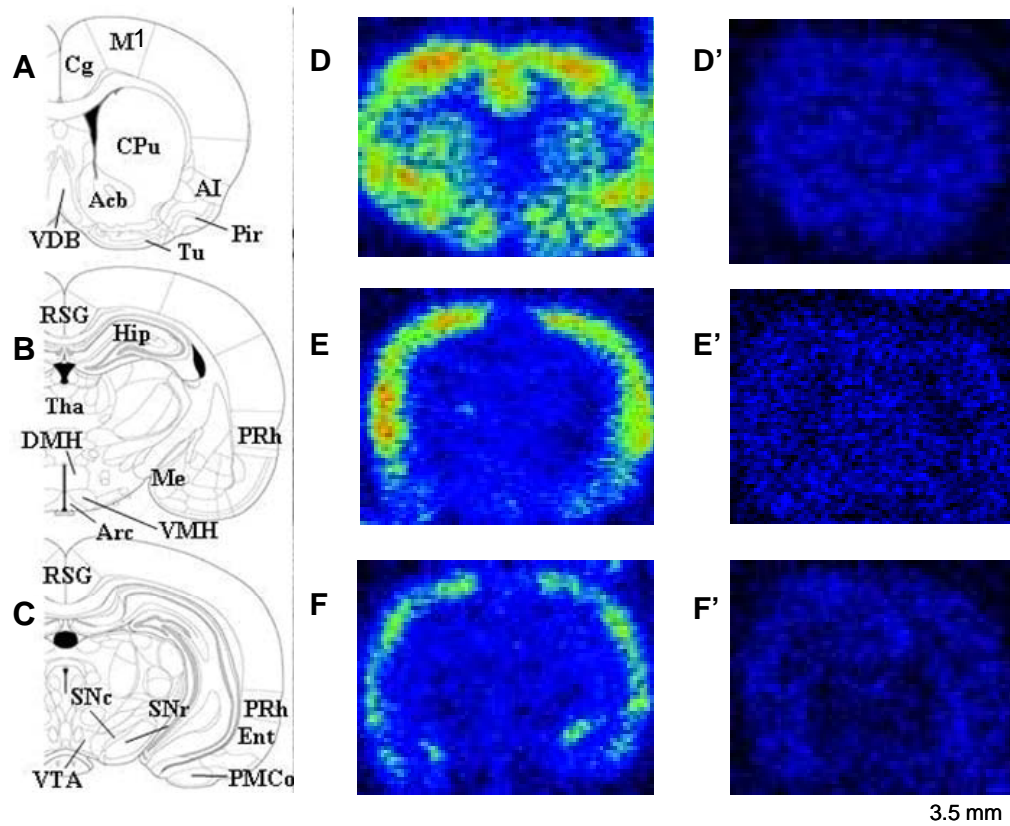 A
Cg
M1
CPu
Acb
AI
VDB
Pir
Tu
D
D’
B
RSG
Hip
Tha
DMH
PRh
Me
Arc
VMH
E
E’
C
RSG
SNc
SNr
PRh
Ent
VTA
PMCo
F
F’
3.5 mm